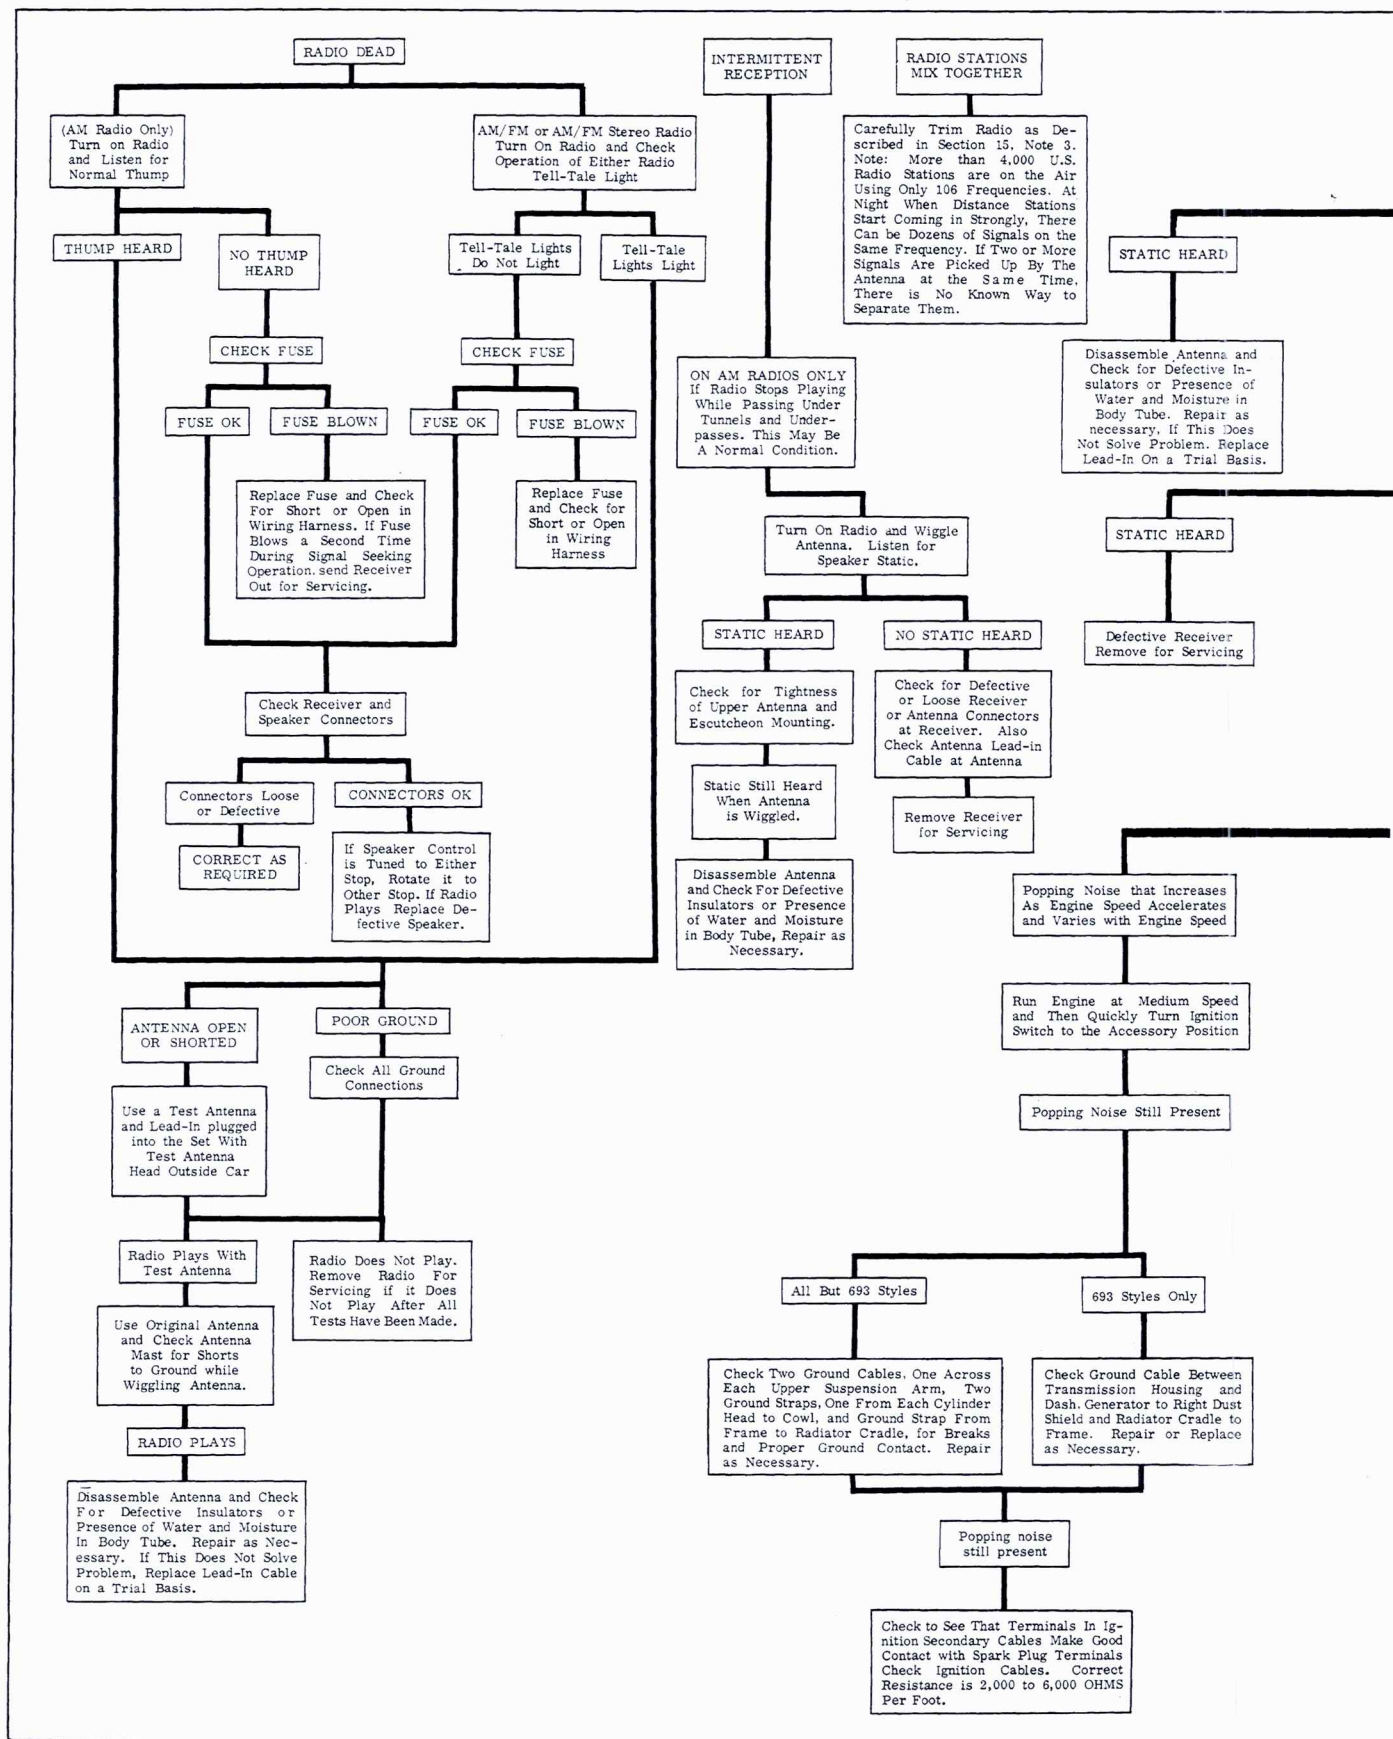 RADIO DEAD
(AM Radio Only)
Turn on Radio
and Listen for
Normal Thump
AM/FM or AM/FM Stereo Radio
Turn On Radio and Check
Operation of Either Radio
Tell-Tale Light
THUMP HEARD
NO THUMP
HEARD
Tell-Tale Lights
Do Not Light
Tell-Tale
Lights Light
CHECK FUSE
CHECK FUSE
FUSE OK
FUSE BLOWN
FUSE OK
FUSE BLOWN
Replace Fuse and Check
For Short or Open in
Wiring Harness. If Fuse
Blows a Second Time
During Signal Seeking
Operation. send Receiver
Out for Servicing.
Replace Fuse
and Check for
Short or Open
in Wiring
Harness
Check Receiver and
Speaker Connectors
Connectors Loose
or Defective
CONNECTORS OK
CORRECT AS
REQUIRED
If Speaker Control
is Tuned to Either
Stop, Rotate it to
Other Stop. If Radio
Plays Replace De-
fective Speaker.
ANTENNA OPEN
OR SHORTED
POOR GROUND
Check All Ground
Connections
Use a Test Antenna
and Lead-In plugged
into the Set With
Test Antenna
Head Outside Car
Radio Plays With
Test Antenna
Radio Does Not Play.
Remove Radio For
Servicing if it Does
Not Play After All
Tests Have Been Made.
Use Original Antenna
and Check Antenna
Mast for Shorts
to Ground while
Wiggling Antenna.
RADIO PLAYS
Disassemble Antenna and Check
For Defective Insulators or
Presence of Water and Moisture
In Body Tube. Repair as Nec-
essary. If This Does Not Solve
Problem, Replace Lead-In Cable
on a Trial Basis.
INTERMITTENT
RECEPTION
ON AM RADIOS ONLY
If Radio Stops Playing
While Passing Under
Tunnels and Under-
passes. This May Be
A Normal Condition.
Turn On Radio and Wiggle
Antenna. Listen for
Speaker Static.
STATIC HEARD
NO STATIC HEARD
Check for Tightness
of Upper Antenna and
Escutcheon Mounting.
Check for Defective
or Loose Receiver
or Antenna Connectors
at Receiver. Also
Check Antenna Lead-in
Cable at Antenna
Static Still Heard
When Antenna
is Wiggled.
Remove Receiver
for Servicing
Disassemble Antenna
and Check For Defective
Insulators or Presence
of Water and Moisture
in Body Tube, Repair as
Necessary.
RADIO STATIONS
MIX TOGETHER
Carefully Trim Radio as De-
scribed in Section 15, Note 3.
Note: More than 4,000 U.S.
Radio Stations are on the Air
Using Only 106 Frequencies. At
Night When Distance Stations
Start Coming in Strongly, There
Can be Dozens of Signals on the
Same Frequency. If Two or More
Signals Are Picked Up By The
Antenna at the Same Time,
There is No Known Way to
Separate Them.
STATIC HEARD
Disassemble Antenna and
Check for Defective In-
sulators or Presence of
Water and Moisture in
Body Tube. Repair as
necessary. If This Does
Not Solve Problem. Replace
Lead-In On a Trial Basis.
STATIC HEARD
Defective Receiver
Remove for Servicing
Popping Noise that Increases
As Engine Speed Accelerates
and Varies with Engine Speed
Run Engine at Medium Speed
and Then Quickly Turn Ignition
Switch to the Accessory Position
Popping Noise Still Present
All But 693 Styles
693 Styles Only
Check Two Ground Cables, One Across
Each Upper Suspension Arm, Two
Ground Straps, One From Each Cylinder
Head to Cowl, and Ground Strap From
Frame to Radiator Cradle, for Breaks
and Proper Ground Contact. Repair
as Necessary.
Check Ground Cable Between
Transmission Housing and
Dash, Generator to Right Dust
Shield and Radiator Cradle to
Frame. Repair or Replace
as Necessary.
Popping noise
still present
Check to See That Terminals In Ig-
nition Secondary Cables Make Good
Contact with Spark Plug Terminals
Check Ignition Cables. Correct
Resistance is 2,000 to 6,000 OHMS
Per Foot.